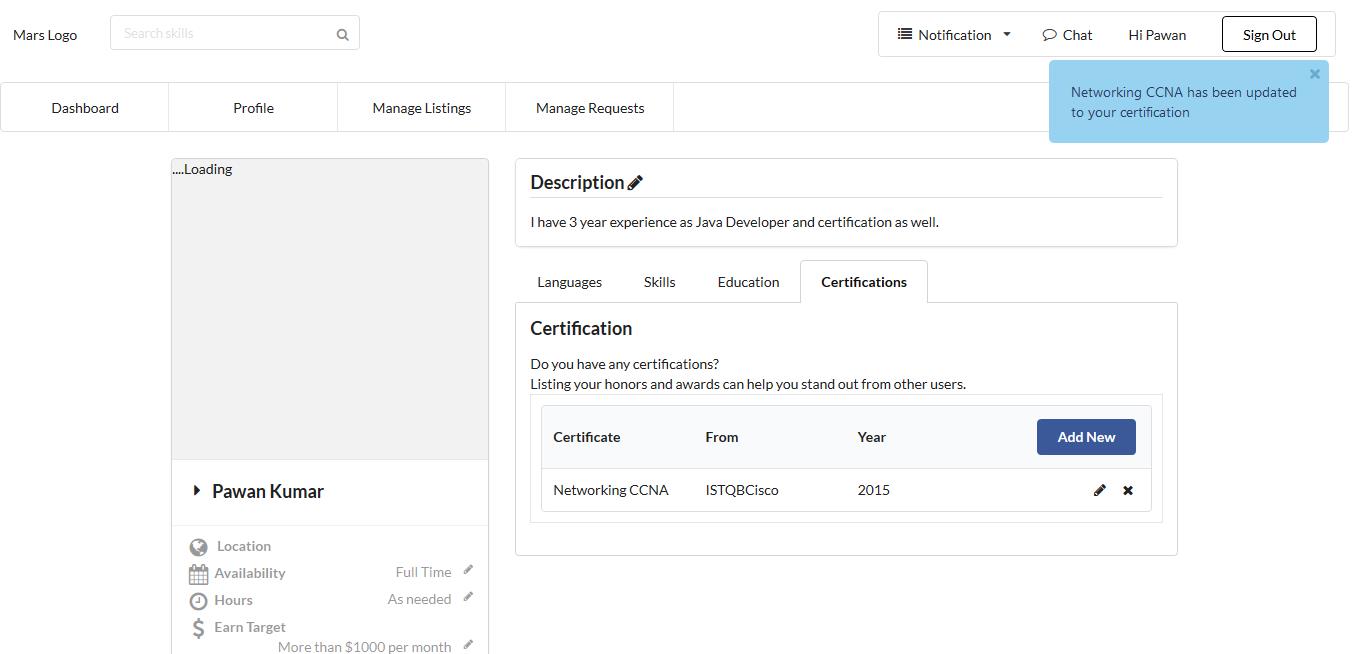 Mars Logo
Search skills
Notification
Chat
Hi Pawan
Sign Out
Networking CCNA has been updated
to your certification
Dashboard
Profile
Manage Listings
Manage Requests
....Loading
Pawan Kumar
Location
Availability
Full Time
Hours
As needed
Earn Target
More than $1000 per month
Description
I have 3 year experience as Java Developer and certification as well.
Languages
Skills
Education
Certifications
Certification
Do you have any certifications?
Listing your honors and awards can help you stand out from other users.
Certificate From Year Add New
Networking CCNA ISTQBCisco 2015